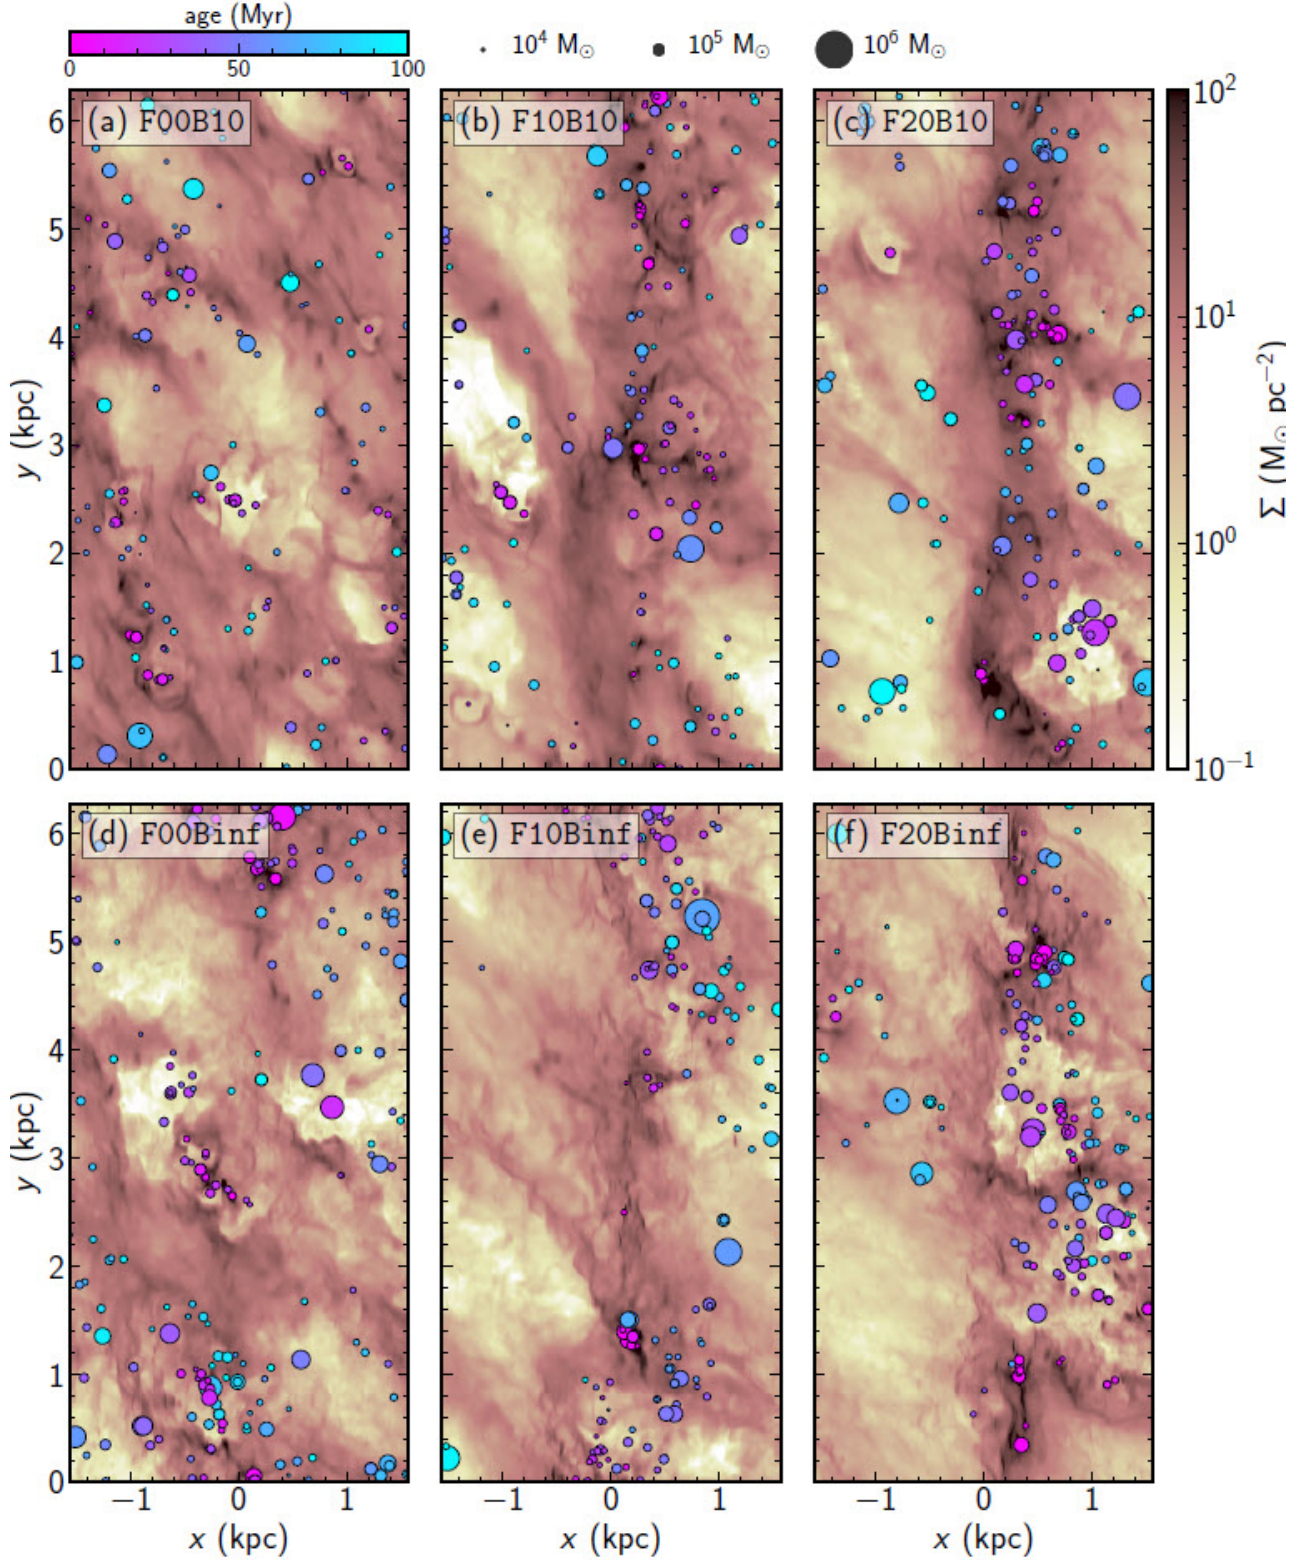 age (Myr)
0 50 100
10⁴ M⊙ 10⁵ M⊙ 10⁶ M⊙
(a) F00B10
(b) F10B10
(c) F20B10
6
5
4
3
2
1
0
y (kpc)
10²
10¹
10⁰
10⁻¹
Σ (M⊙ pc⁻²)
(d) F00Binf
(e) F10Binf
(f) F20Binf
6
5
4
3
2
1
0
y (kpc)
−1 0 1 −1 0 1 −1 0 1
x (kpc) x (kpc) x (kpc)